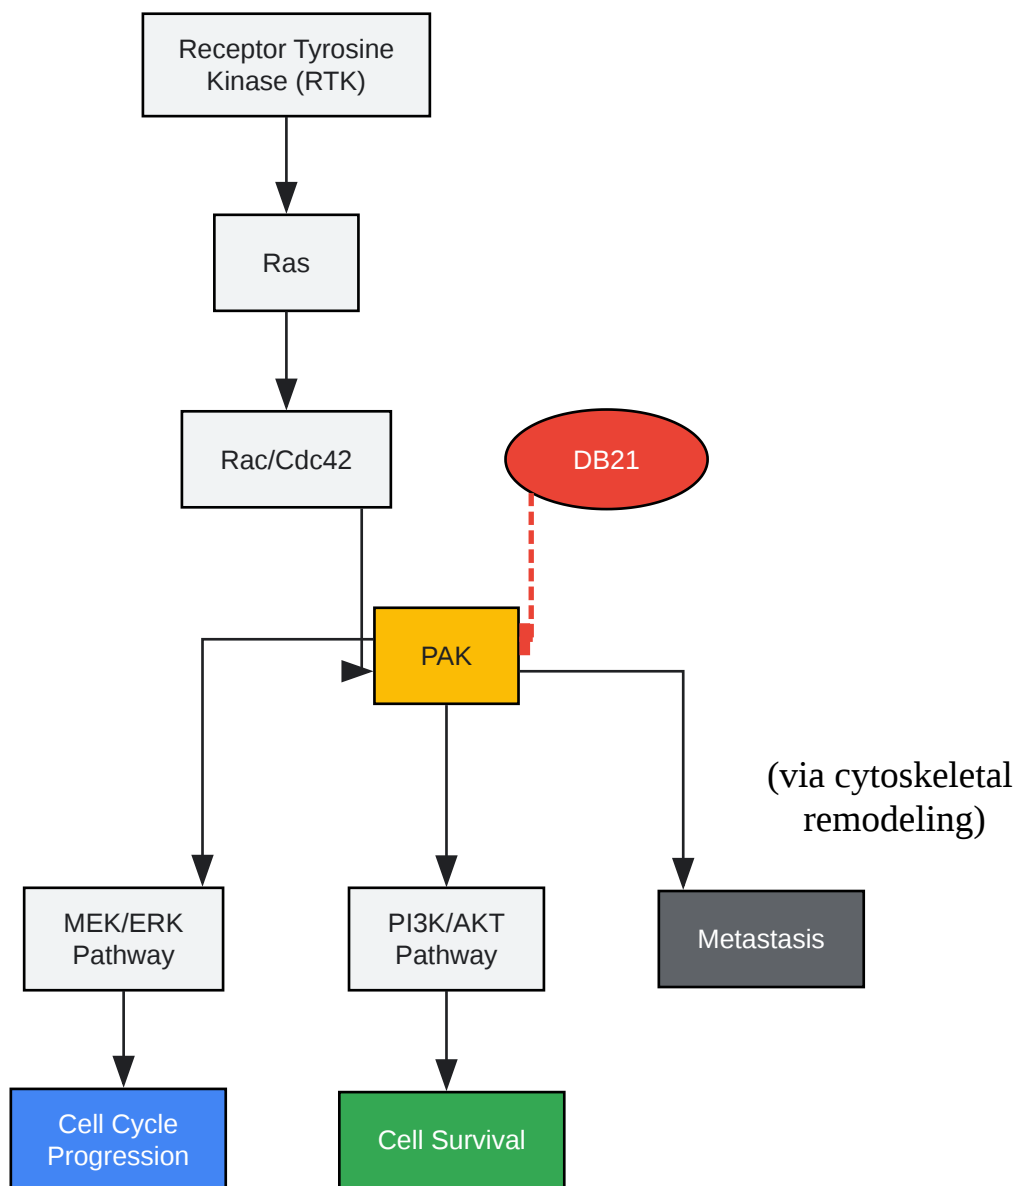 Receptor Tyrosine
Kinase (RTK)
Ras
Rac/Cdc42
DB21
PAK
(via cytoskeletal
remodeling)
MEK/ERK
Pathway
PI3K/AKT
Pathway
Metastasis
Cell Cycle
Progression
Cell Survival